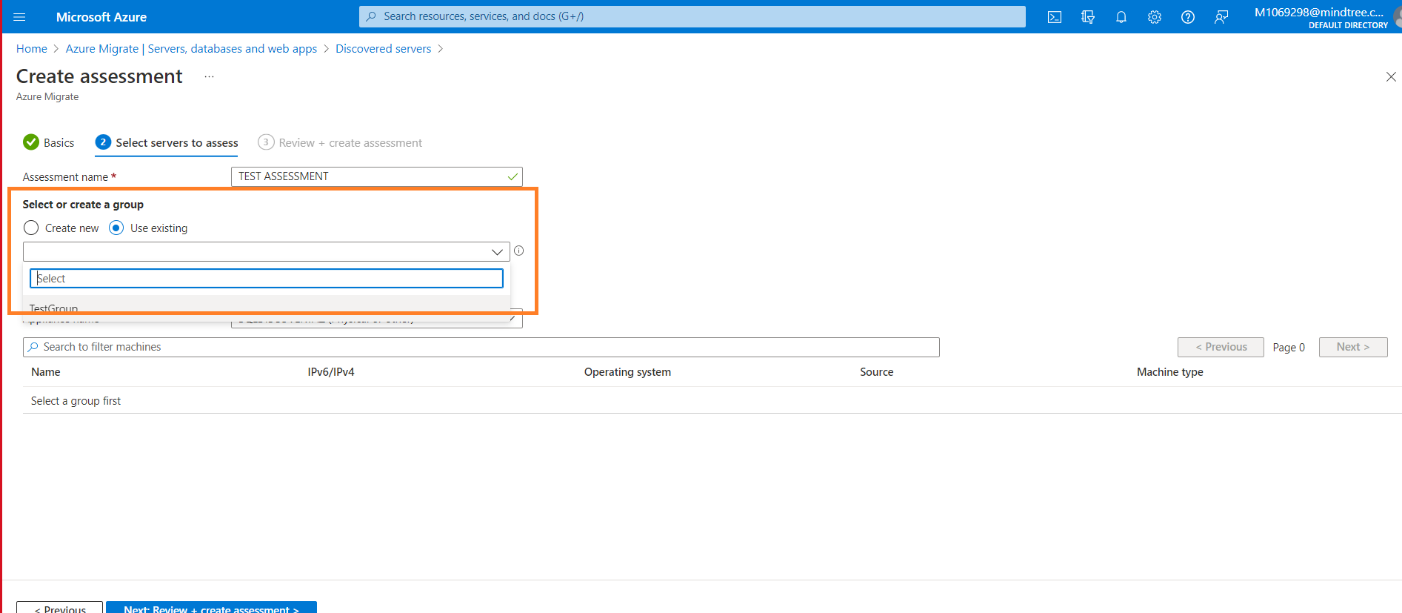 Microsoft Azure
Search resources, services, and docs (G+/)
M1069298@mindtree.c...
DEFAULT DIRECTORY
Home > Azure Migrate | Servers, databases and web apps > Discovered servers >
Create assessment ...
Azure Migrate
Basics
2 Select servers to assess
3 Review + create assessment
Assessment name *
TEST ASSESSMENT
Select or create a group
Create new
Use existing
Select
TestGroup
Search to filter machines
< Previous
Page 0
Next >
Name
IPv6/IPv4
Operating system
Source
Machine type
Select a group first
< Previous
Next: Review + create assessment >